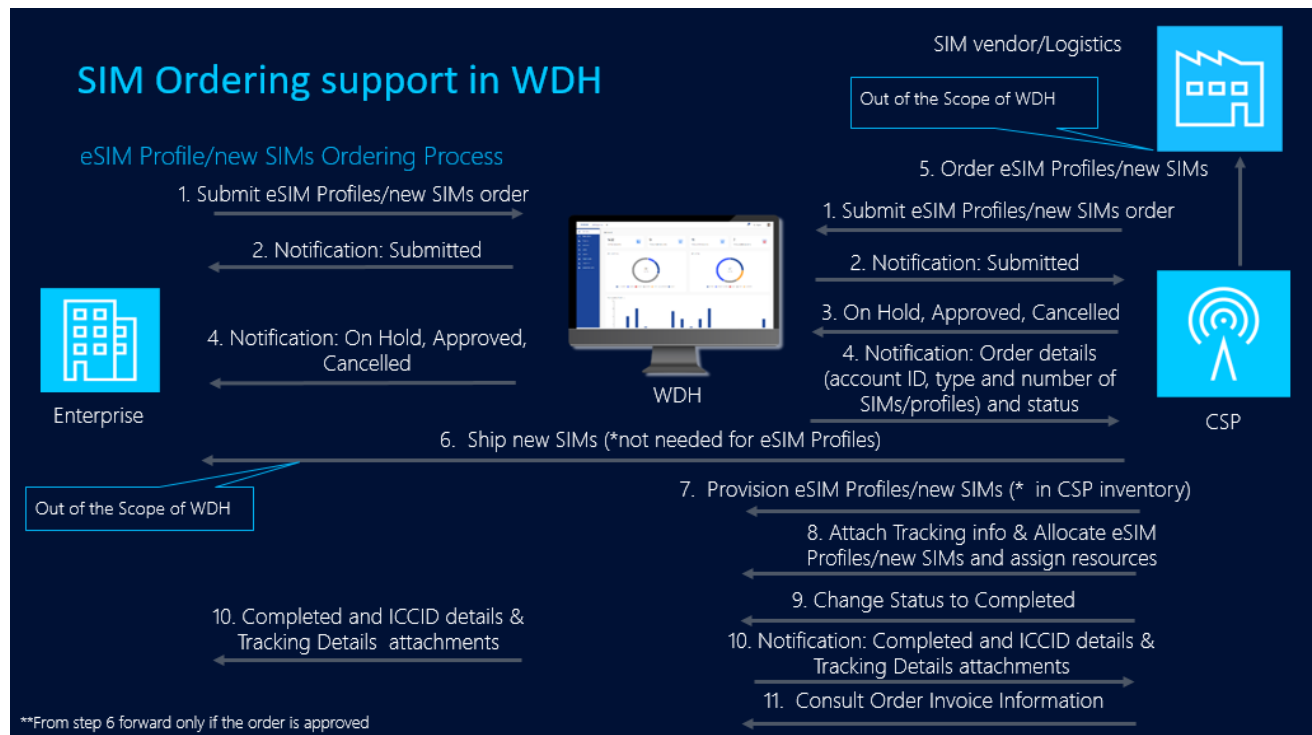 SIM vendor/Logistics
SIM Ordering support in WDH
Out of the Scope of WDH
eSIM Profile/new SIMs Ordering Process
5. Order eSIM Profiles/new SIMs
1. Submit eSIM Profiles/new SIMs order
1. Submit eSIM Profiles/new SIMs order
2. Notification: Submitted
2. Notification: Submitted
3. On Hold, Approved, Cancelled
4. Notification: On Hold, Approved,
Cancelled
4. Notification: Order details
(account ID, type and number of
SIMs/profiles) and status
WDH
Enterprise
CSP
6. Ship new SIMs (*not needed for eSIM Profiles)
Out of the Scope of WDH
7. Provision eSIM Profiles/new SIMs (* in CSP inventory)
8. Attach Tracking info & Allocate eSIM
Profiles/new SIMs and assign resources
9. Change Status to Completed
10. Completed and ICCID details &
Tracking Details attachments
10. Notification: Completed and ICCID details &
Tracking Details attachments
11. Consult Order Invoice Information
**From step 6 forward only if the order is approved